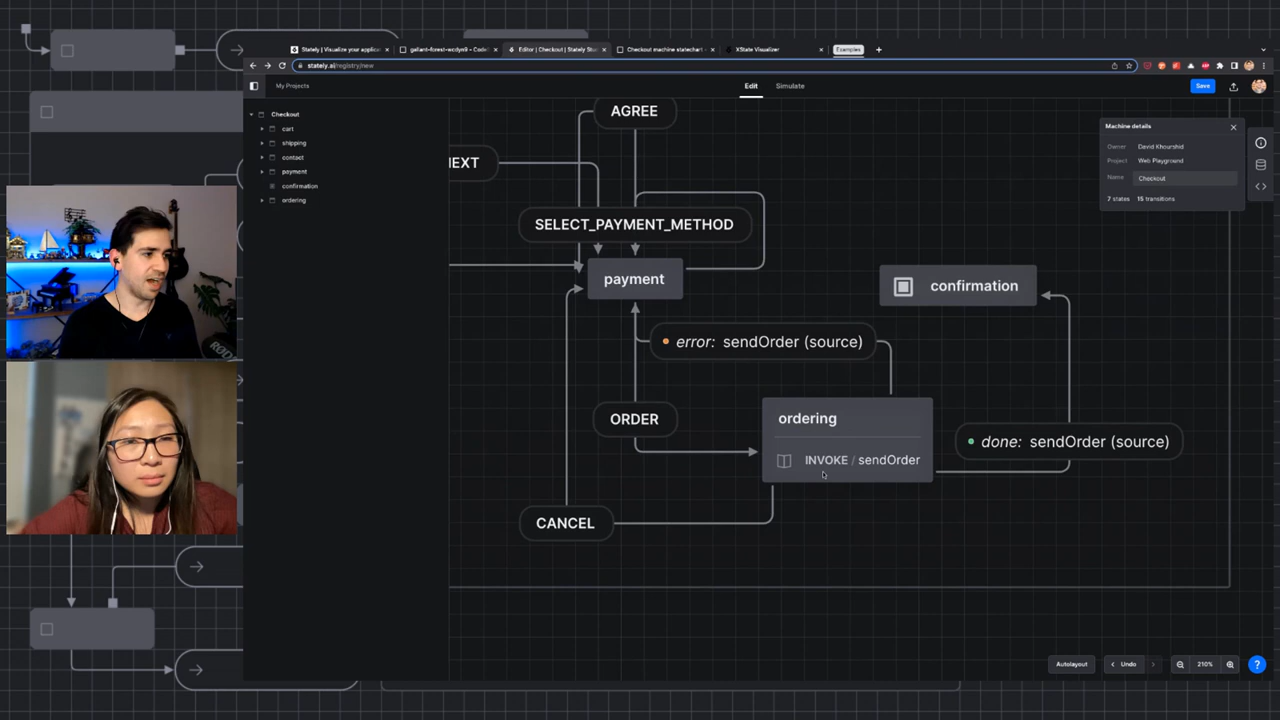 Stately | Visualize your applic
gallant-forest-wcdym9 – Code
Editor | Checkout | Stately Stu
Checkout machine statechart -
XState Visualizer
Examples
stately.ai/registry/new
My Projects
Edit
Simulate
Save
Checkout
cart
shipping
contact
payment
confirmation
ordering
AGREE
NEXT
SELECT_PAYMENT_METHOD
payment
confirmation
error: sendOrder (source)
ORDER
ordering
INVOKE / sendOrder
done: sendOrder (source)
CANCEL
Machine details
Owner David Khourshid
Project Web Playground
Name Checkout
7 states 15 transitions
Autolayout
Undo
210%
?